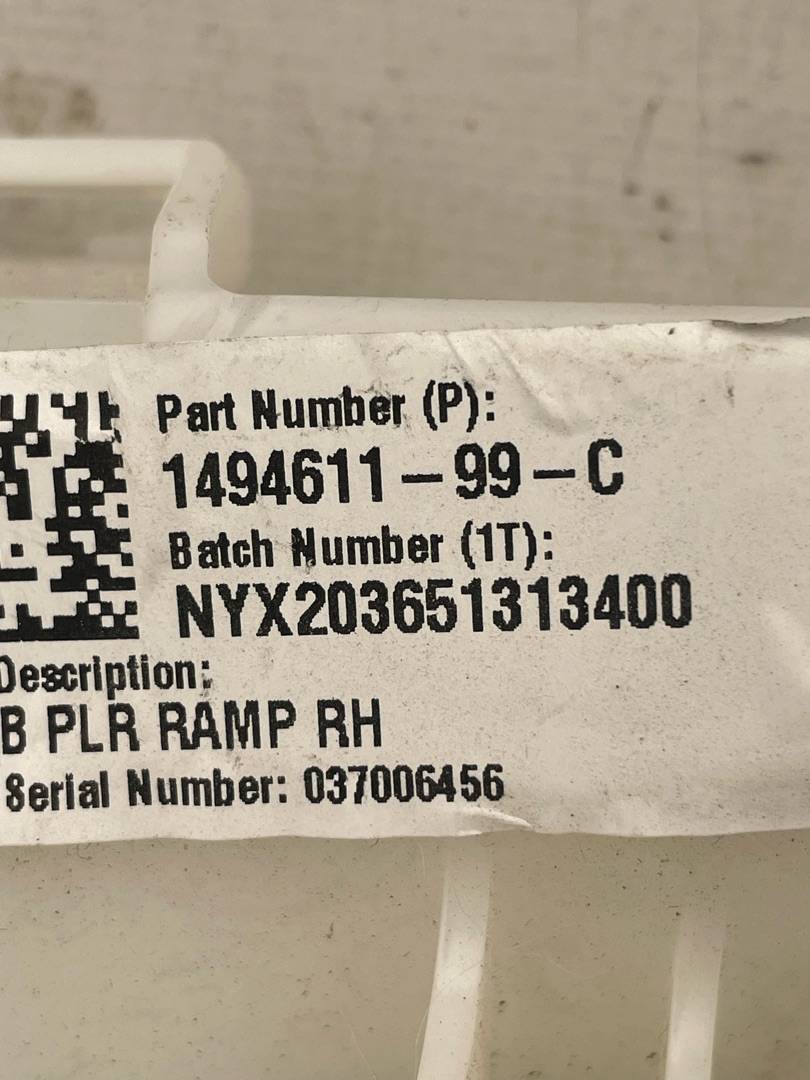 Part Number (P):
1494611-99-C
Batch Number (1T):
NYX203651313400
Description:
B PLR RAMP RH
Serial Number: 037006456